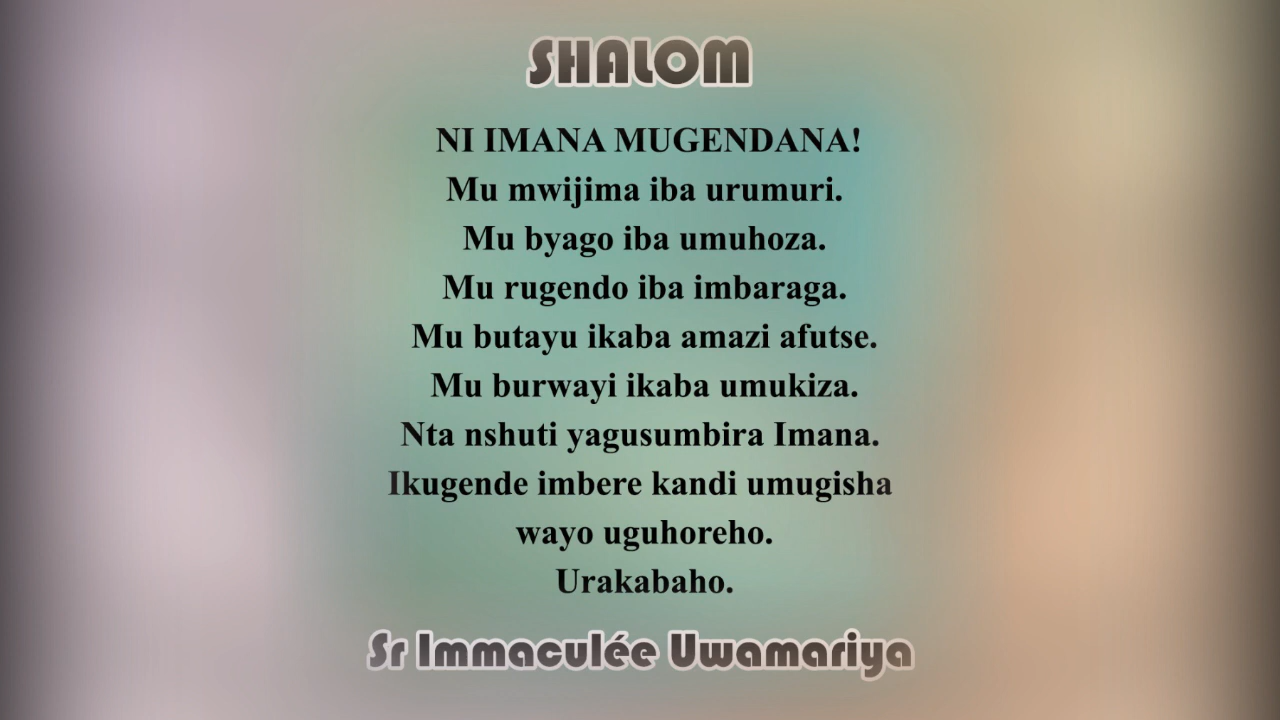 SHALOM
NI IMANA MUGENDANA!
Mu mwijima iba urumuri.
Mu byago iba umuhoza.
Mu rugendo iba imbaraga.
Mu butayu ikaba amazi afutse.
Mu burwayi ikaba umukiza.
Nta nshuti yagusumbira Imana.
Ikugende imbere kandi umugisha
wayo uguhoreho.
Urakabaho.
Sr Immaculée Uwamariya